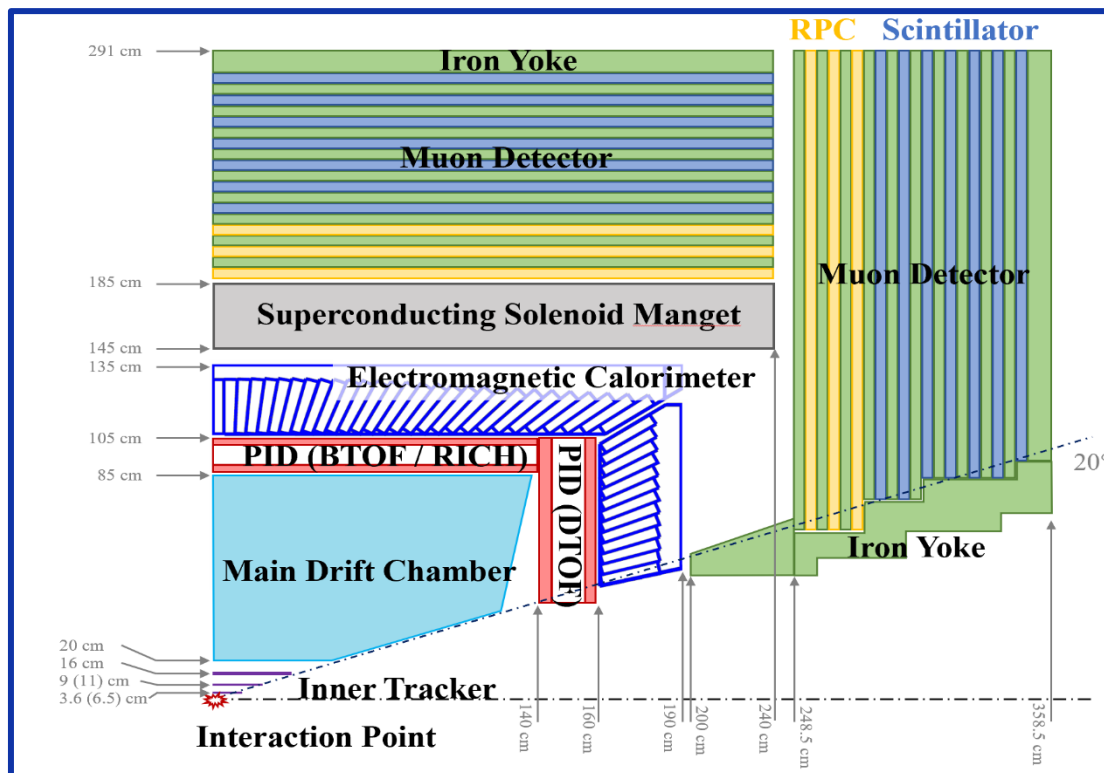 RPC Scintillator
291 cm
Iron Yoke
Muon Detector
Muon Detector
185 cm
Superconducting Solenoid Manget
145 cm
135 cm
Electromagnetic Calorimeter
105 cm
PID (BTOF / RICH)
PID (DTOF)
85 cm
20°
Iron Yoke
Main Drift Chamber
20 cm
16 cm
9 (11) cm
3.6 (6.5) cm
Inner Tracker
Interaction Point
140 cm
160 cm
190 cm
200 cm
240 cm
248.5 cm
358.5 cm